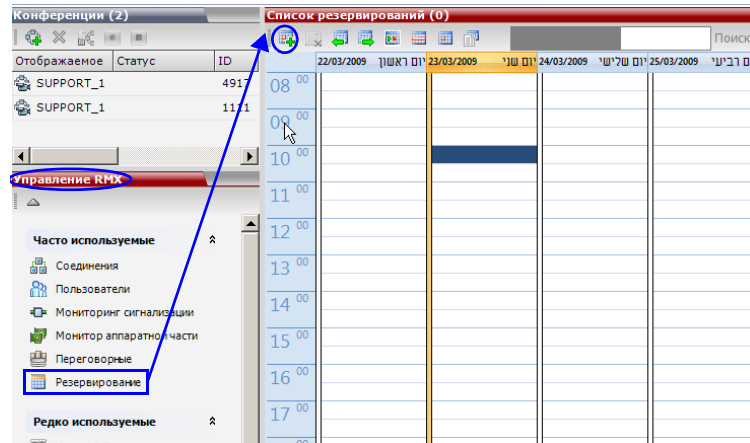 Конференции (2)
Отображаемое Статус ID
SUPPORT_1 4917
SUPPORT_1 1111
Управление RMX
Часто используемые
Соединения
Пользователи
Мониторинг сигнализации
Монитор аппаратной части
Переговорные
Резервирование
Редко используемые
Список резервирований (0)
Поиск
22/03/2009 יום ראשון 23/03/2009 יום שני 24/03/2009 יום שלישי 25/03/2009 יום רביעי
08 00
09 00
10 00
11 00
12 00
13 00
14 00
15 00
16 00
17 00
00